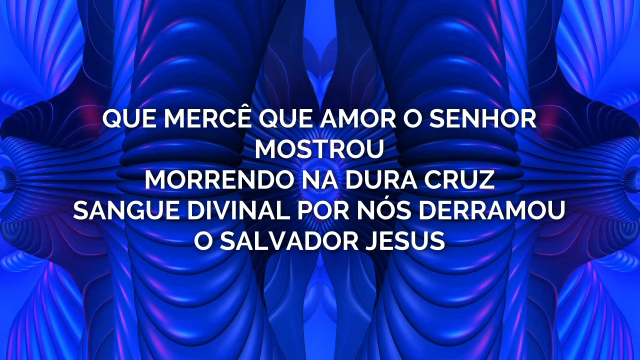 QUE MERCÊ QUE AMOR O SENHOR
MOSTROU
MORRENDO NA DURA CRUZ
SANGUE DIVINAL POR NÓS DERRAMOU
O SALVADOR JESUS